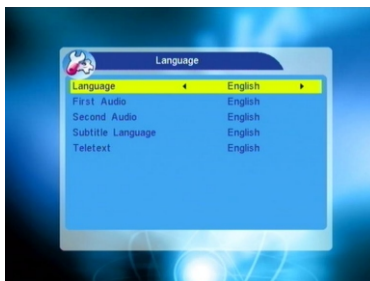 Language
Language English
First Audio English
Second Audio English
Subtitle Language English
Teletext English